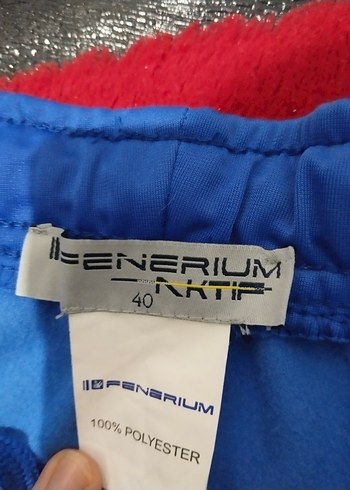 FENERIUM
AKTIF
40
FENERIUM
100% POLYESTER